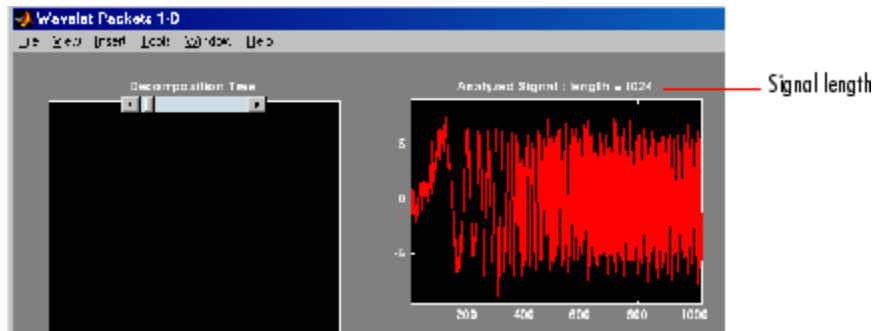 Wavelet Packets 1-D
File View Insert Tools Window Help
Decomposition Tree
Analyzed Signal : length = 1024
Signal length
5
0
-5
200 400 600 800 1000